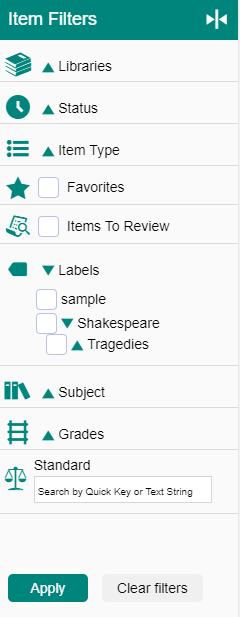 Item Filters
Libraries
Status
Item Type
Favorites
Items To Review
Labels
sample
Shakespeare
Tragedies
Subject
Grades
Standard
Search by Quick Key or Text String
Apply Clear filters